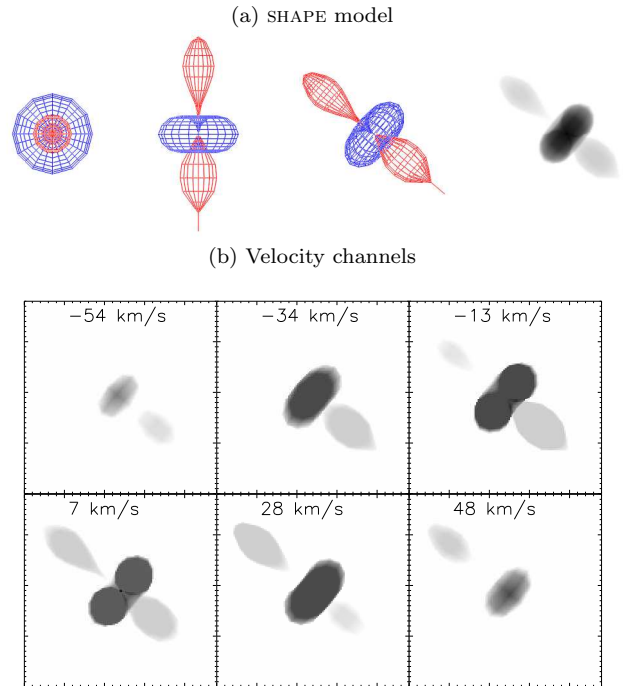 (a) SHAPE model
(b) Velocity channels
−54 km/s
−34 km/s
−13 km/s
7 km/s
28 km/s
48 km/s